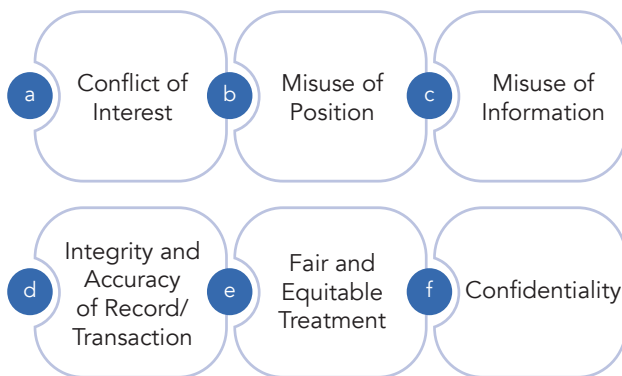 a
Conflict of
Interest
b
Misuse of
Position
c
Misuse of
Information
d
Integrity and
Accuracy
of Record/
Transaction
e
Fair and
Equitable
Treatment
f
Confidentiality